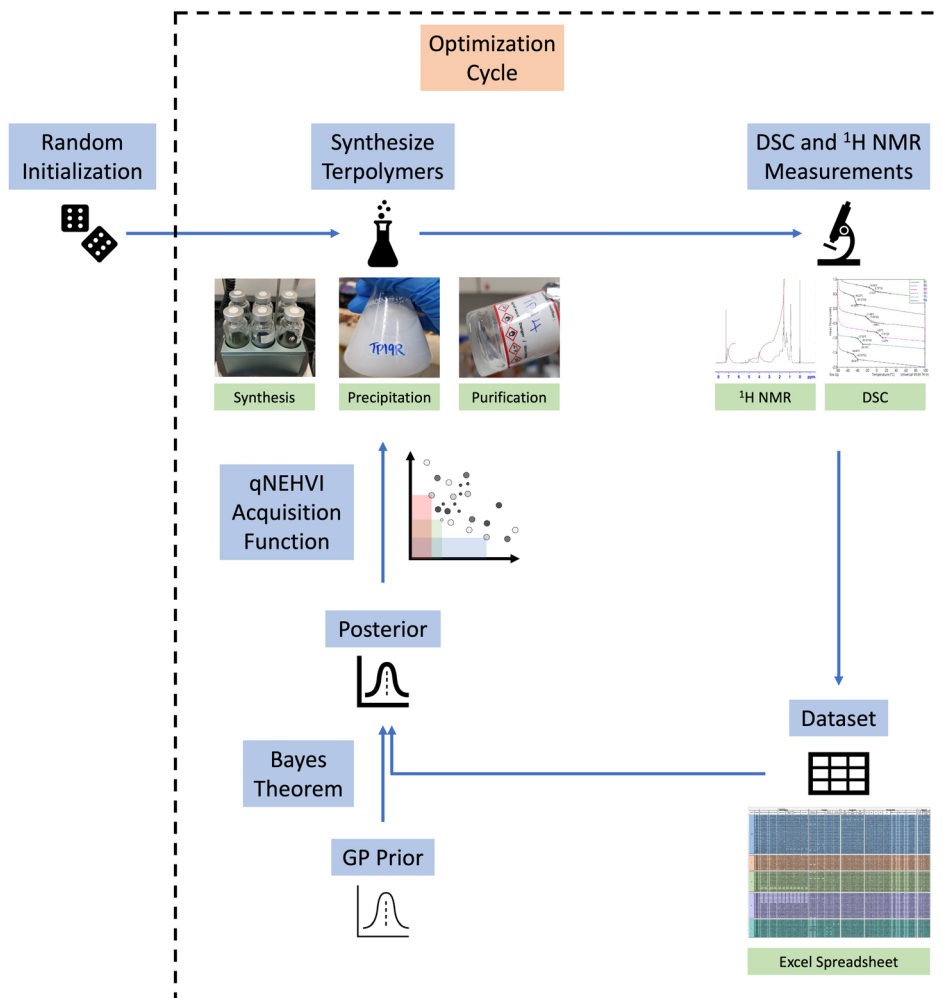 Optimization
Cycle
Random
Initialization
Synthesize
Terpolymers
DSC and ¹H NMR
Measurements
TP19R
Synthesis
Precipitation
Purification
¹H NMR
DSC
qNEHVI
Acquisition
Function
Posterior
Dataset
Bayes
Theorem
GP Prior
Excel Spreadsheet